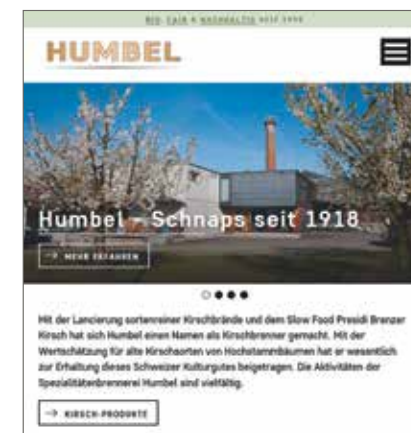 BIO, FAIR & NACHHALTIG SEIT 1998
HUMBEL
Humbel – Schnaps seit 1918
→ MEHR ERFAHREN
Mit der Lancierung sortenreiner Kirschbrände und dem Slow Food Presidi Brenzer
Kirsch hat sich Humbel einen Namen als Kirschbrenner gemacht. Mit der
Wertschätzung für alte Kirschsorten von Hochstammbäumen hat er wesentlich
zur Erhaltung dieses Schweizer Kulturgutes beigetragen. Die Aktivitäten der
Spezialitätenbrennerei Humbel sind vielfältig.
→ KIRSCH-PRODUKTE